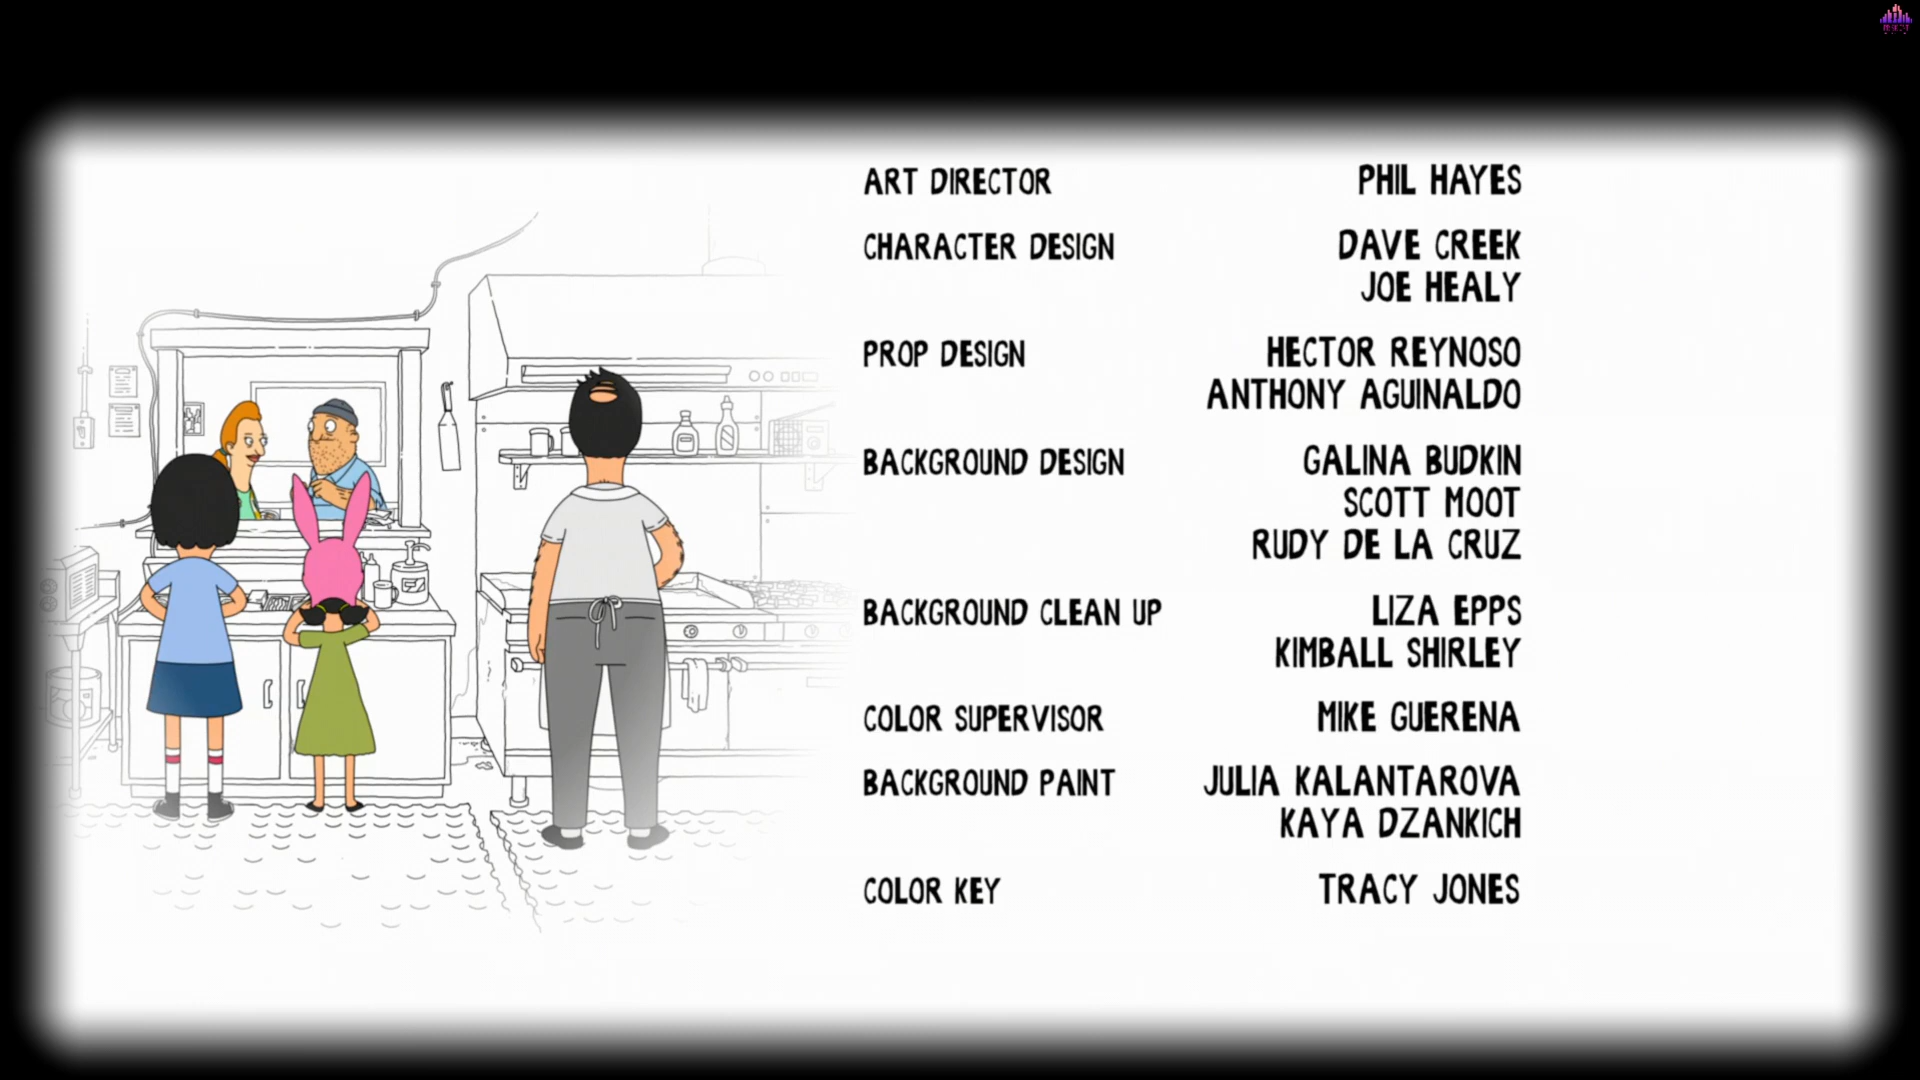 ART DIRECTOR PHIL HAYES
CHARACTER DESIGN DAVE CREEK
JOE HEALY
PROP DESIGN HECTOR REYNOSO
ANTHONY AGUINALDO
BACKGROUND DESIGN GALINA BUDKIN
SCOTT MOOT
RUDY DE LA CRUZ
BACKGROUND CLEAN UP LIZA EPPS
KIMBALL SHIRLEY
COLOR SUPERVISOR MIKE GUERENA
BACKGROUND PAINT JULIA KALANTAROVA
KAYA DZANKICH
COLOR KEY TRACY JONES